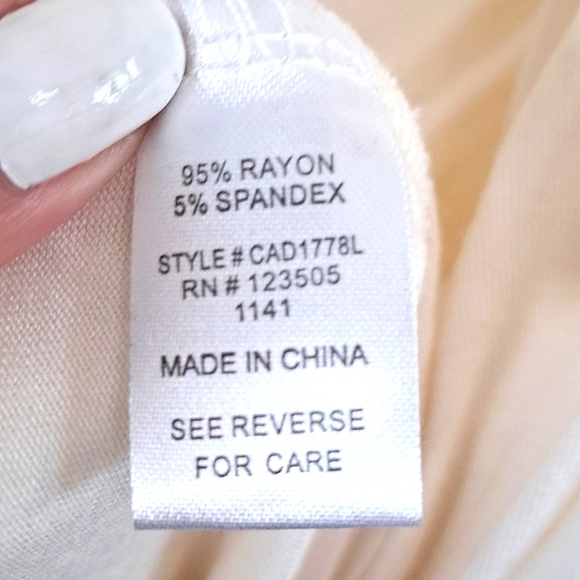 95% RAYON
5% SPANDEX
STYLE # CAD1778L
RN # 123505
1141
MADE IN CHINA
SEE REVERSE
FOR CARE